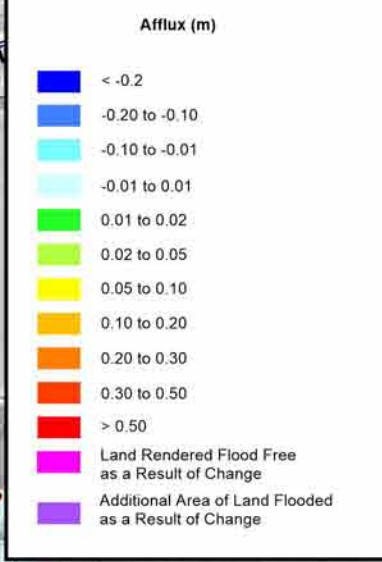 Afflux (m)
< -0.2
-0.20 to -0.10
-0.10 to -0.01
-0.01 to 0.01
0.01 to 0.02
0.02 to 0.05
0.05 to 0.10
0.10 to 0.20
0.20 to 0.30
0.30 to 0.50
> 0.50
Land Rendered Flood Free
as a Result of Change
Additional Area of Land Flooded
as a Result of Change